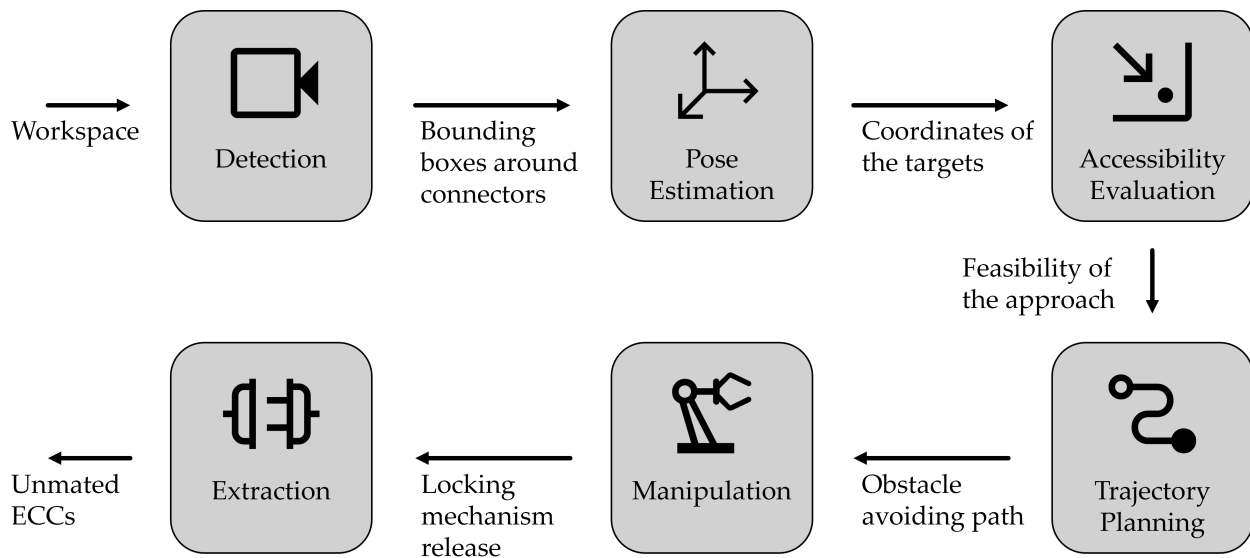 Workspace
Detection
Bounding
boxes around
connectors
Pose
Estimation
Coordinates of
the targets
Accessibility
Evaluation
Feasibility of
the approach
Trajectory
Planning
Obstacle
avoiding path
Manipulation
Locking
mechanism
release
Extraction
Unmated
ECCs